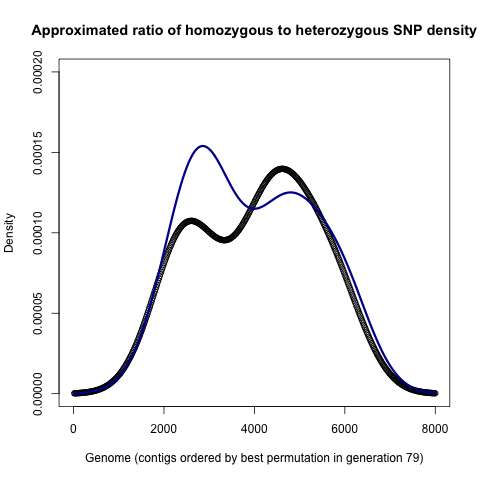 Approximated ratio of homozygous to heterozygous SNP density
Density
0.00020
0.00015
0.00010
0.00005
0.00000
0 2000 4000 6000 8000
Genome (contigs ordered by best permutation in generation 79)